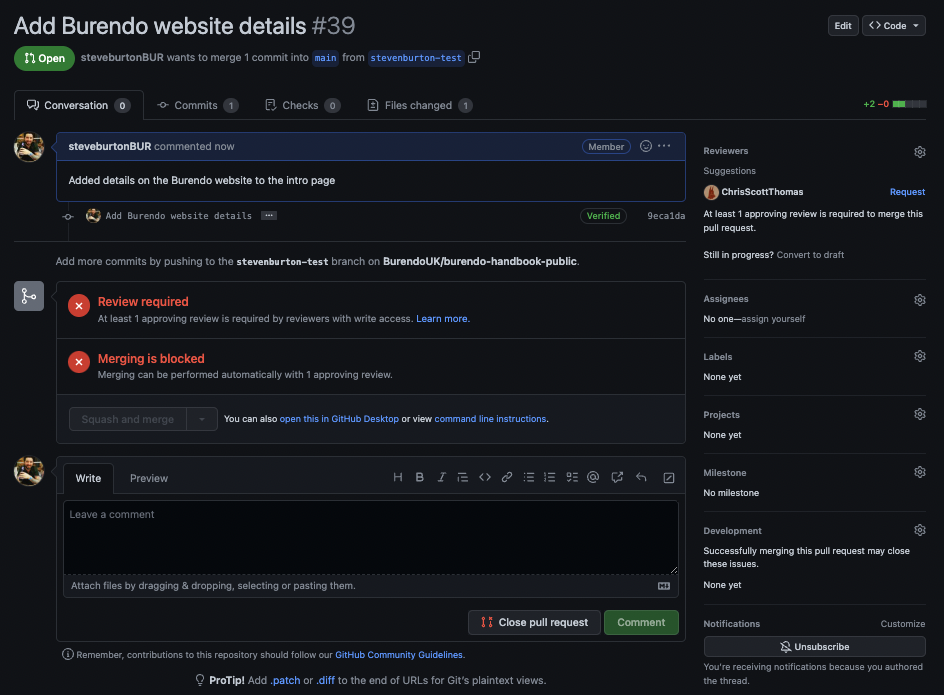 Add Burendo website details #39
Edit
Code
Open
steveburtonBUR wants to merge 1 commit into main from stevenburton-test
Conversation 0
Commits 1
Checks 0
Files changed 1
+2 −0
steveburtonBUR commented now
Member
Added details on the Burendo website to the intro page
Add Burendo website details ...
Verified
9eca1da
Add more commits by pushing to the stevenburton-test branch on BurendoUK/burendo-handbook-public.
Review required
At least 1 approving review is required by reviewers with write access. Learn more.
Merging is blocked
Merging can be performed automatically with 1 approving review.
Squash and merge
You can also open this in GitHub Desktop or view command line instructions.
Write
Preview
Leave a comment
Attach files by dragging & dropping, selecting or pasting them.
Close pull request
Comment
Remember, contributions to this repository should follow our GitHub Community Guidelines.
ProTip! Add .patch or .diff to the end of URLs for Git's plaintext views.
Reviewers
Suggestions
ChrisScottThomas
Request
At least 1 approving review is required to merge this
pull request.
Still in progress? Convert to draft
Assignees
No one—assign yourself
Labels
None yet
Projects
None yet
Milestone
No milestone
Development
Successfully merging this pull request may close
these issues.
None yet
Notifications
Customize
Unsubscribe
You're receiving notifications because you authored
the thread.